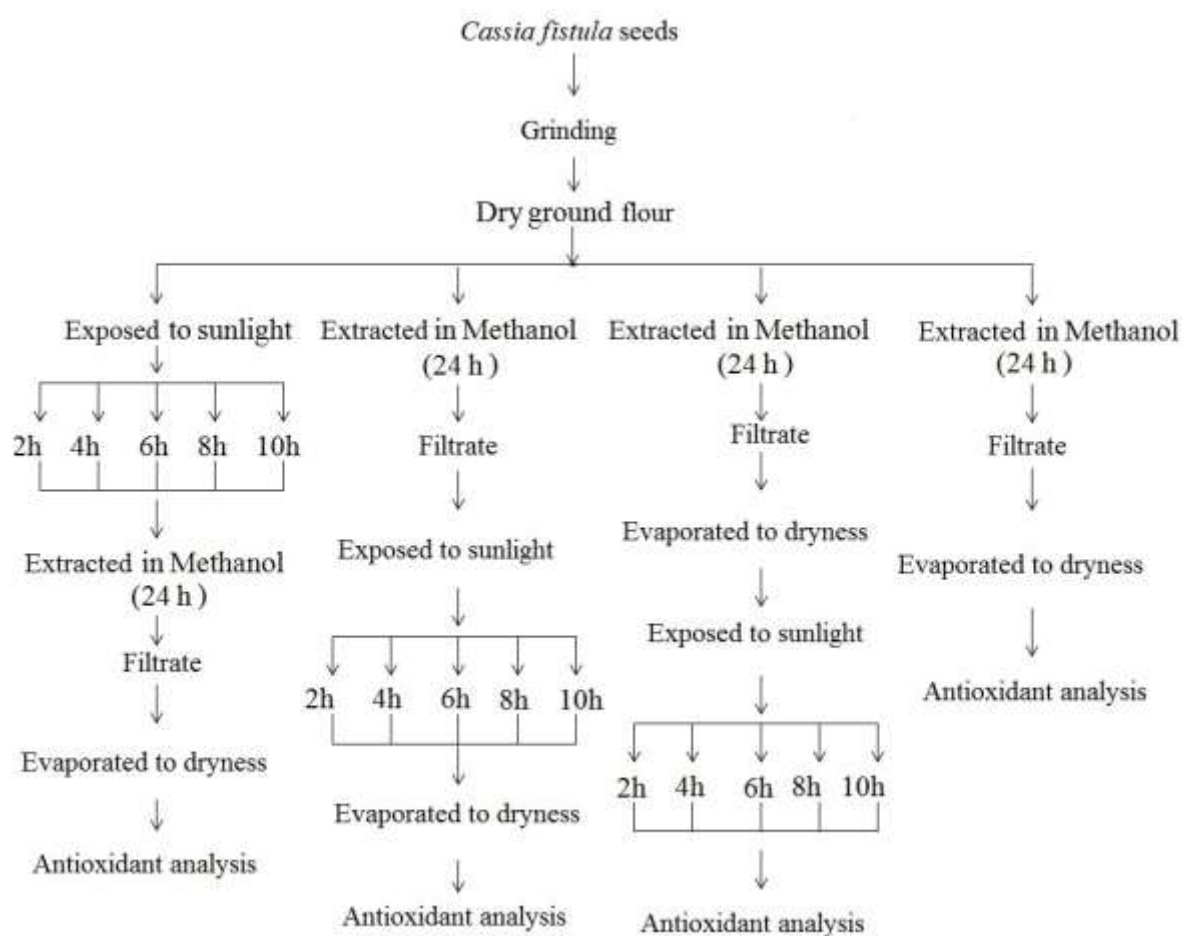 Cassia fistula seeds
Grinding
Dry ground flour
Exposed to sunlight
2h 4h 6h 8h 10h
Extracted in Methanol
(24 h )
Filtrate
Evaporated to dryness
Antioxidant analysis
Extracted in Methanol
(24 h )
Filtrate
Exposed to sunlight
2h 4h 6h 8h 10h
Evaporated to dryness
Antioxidant analysis
Extracted in Methanol
(24 h )
Filtrate
Evaporated to dryness
Exposed to sunlight
2h 4h 6h 8h 10h
Antioxidant analysis
Extracted in Methanol
(24 h )
Filtrate
Evaporated to dryness
Antioxidant analysis